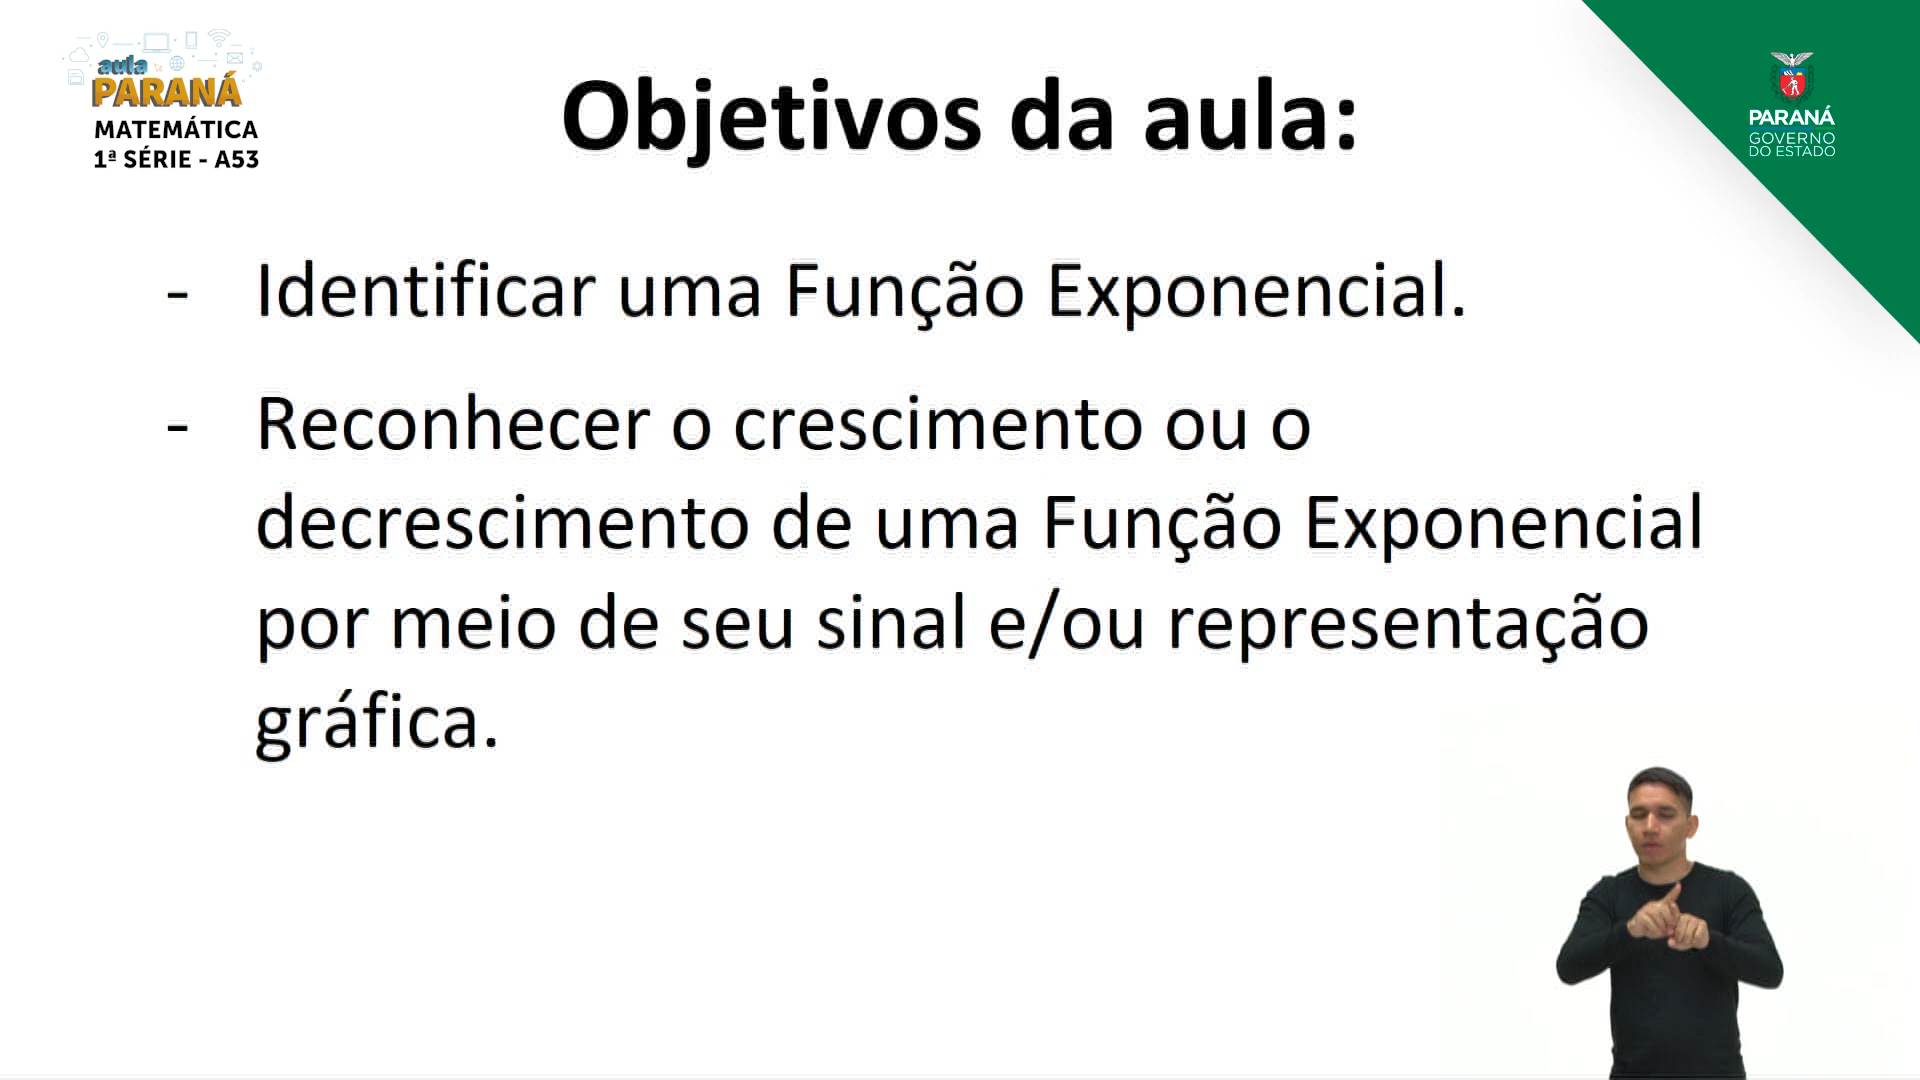 aula
PARANÁ
MATEMÁTICA
1ª SÉRIE - A53
Objetivos da aula:
PARANÁ
GOVERNO
DO ESTADO
- Identificar uma Função Exponencial.
- Reconhecer o crescimento ou o
decrescimento de uma Função Exponencial
por meio de seu sinal e/ou representação
gráfica.